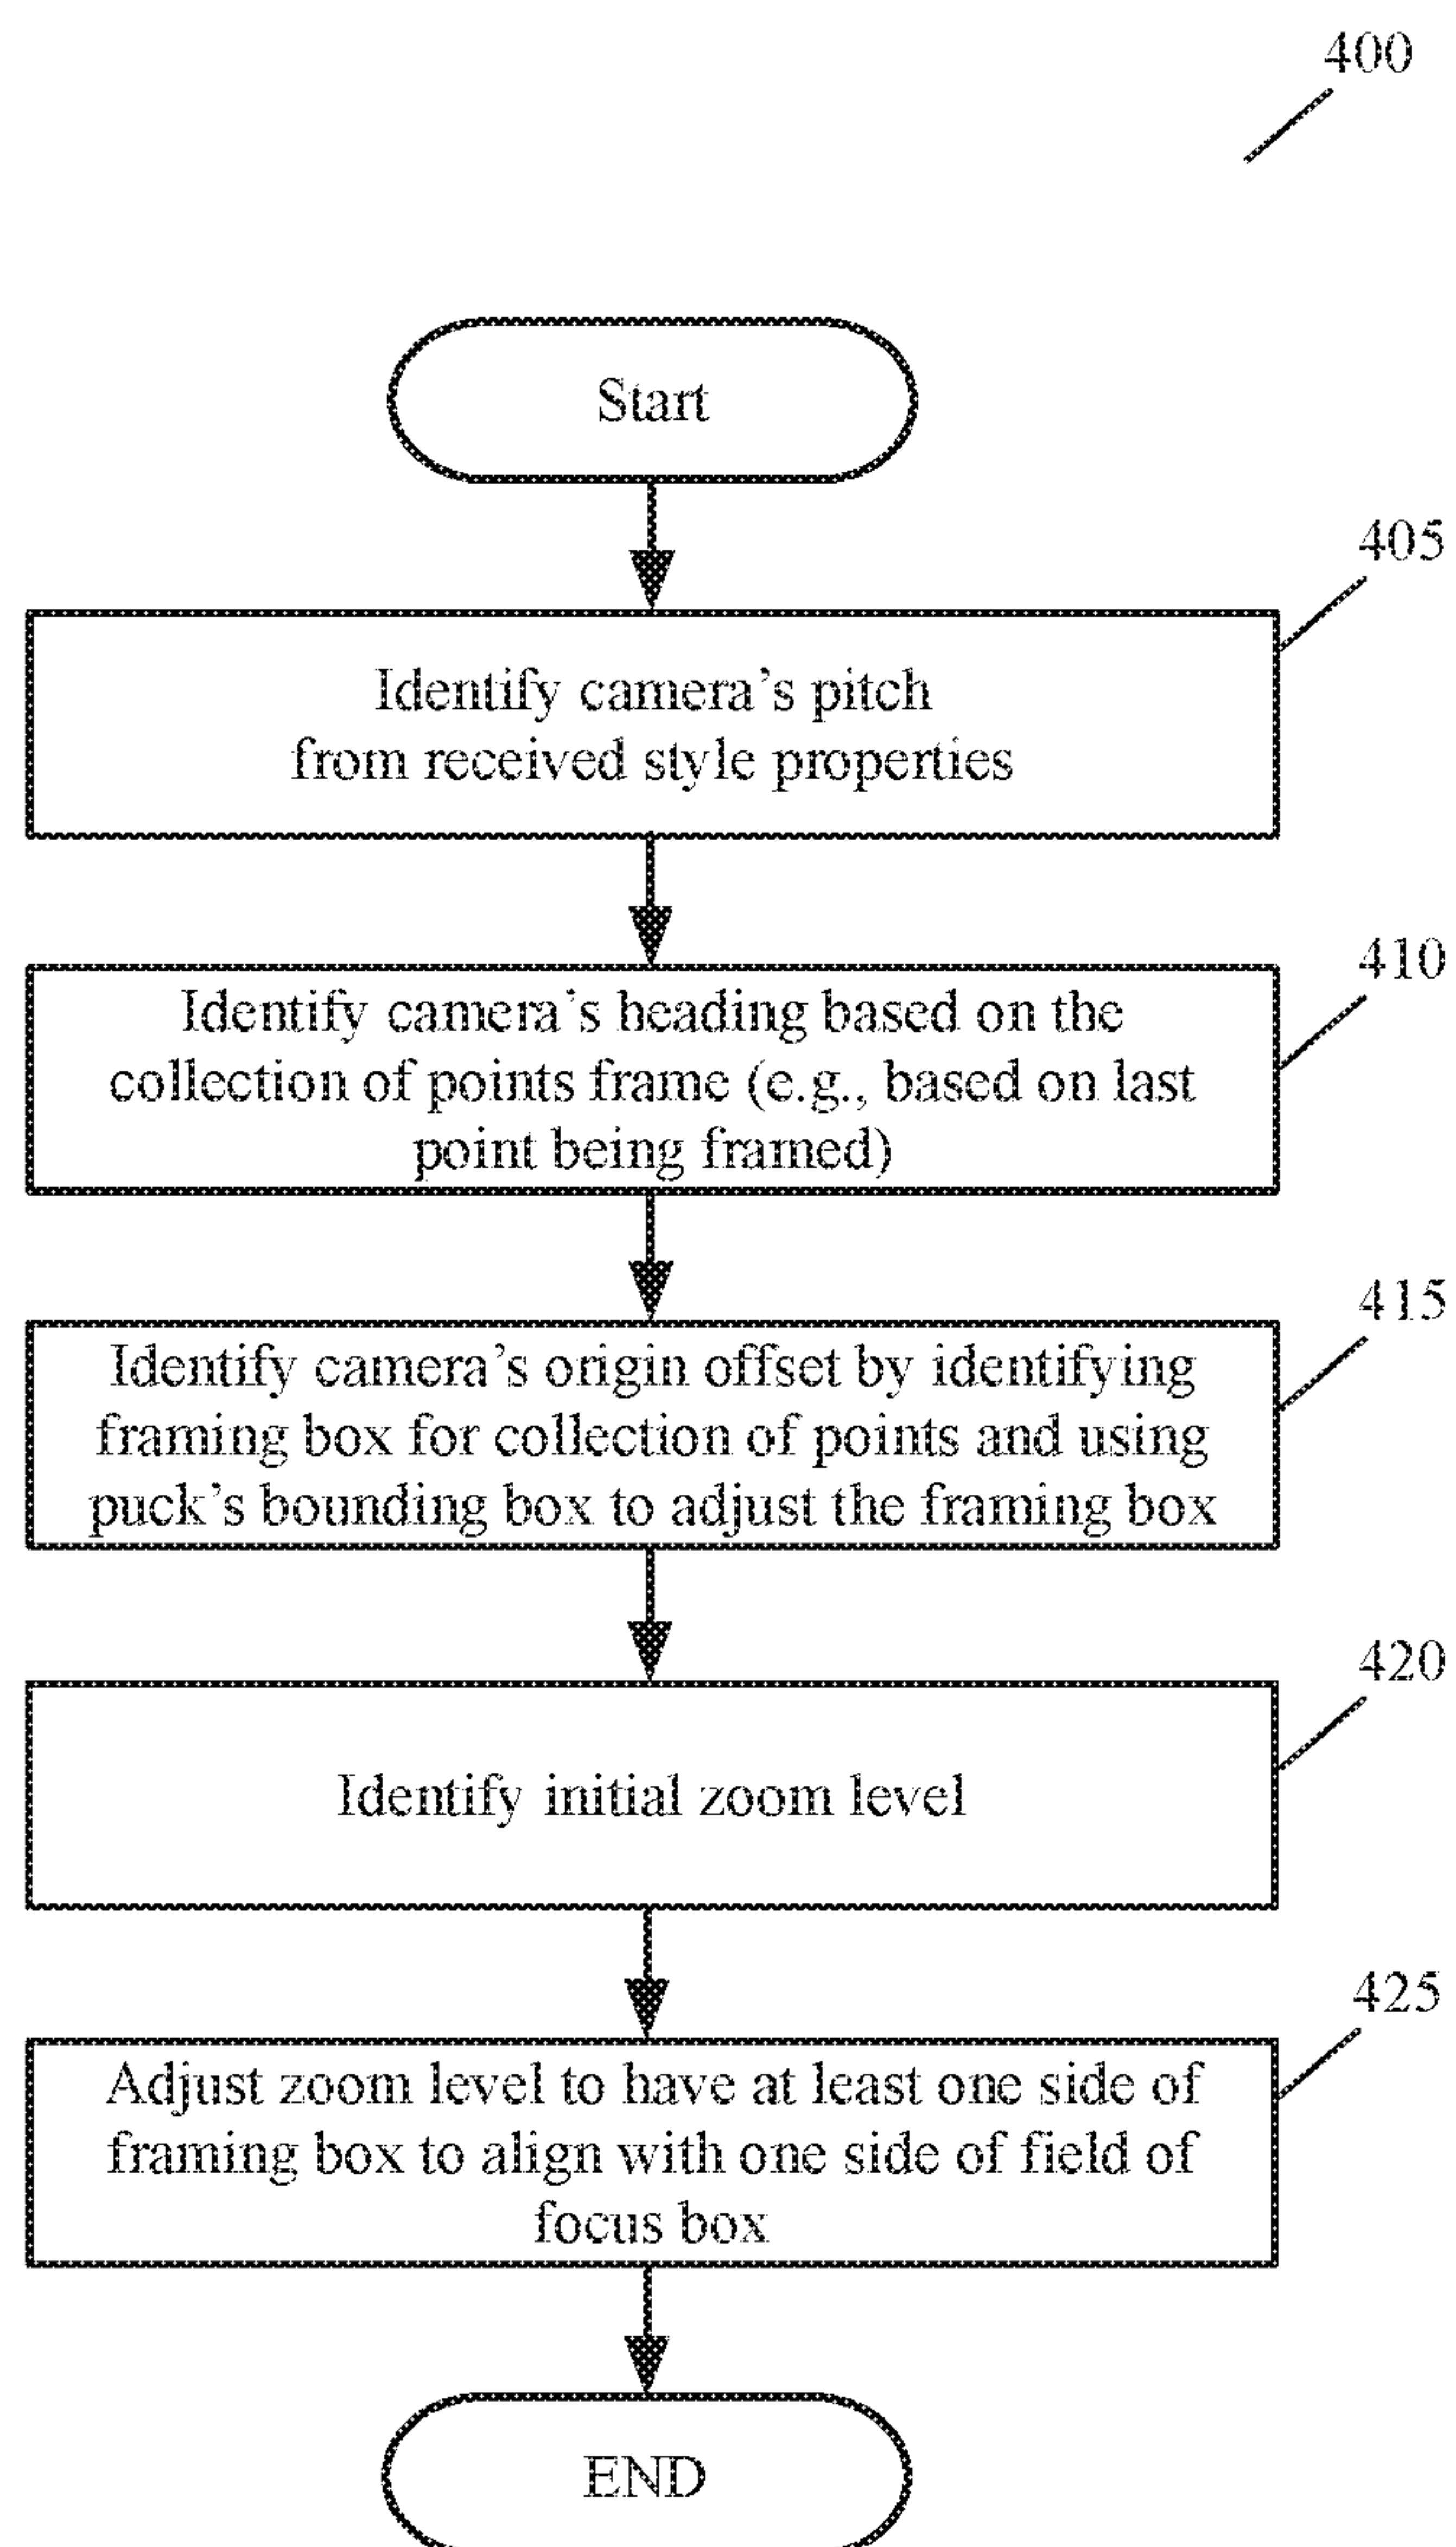 400
Start
405
Identify camera's pitch
from received style properties
410
Identify camera's heading based on the
collection of points frame (e.g., based on last
point being framed)
415
Identify camera's origin offset by identifying
framing box for collection of points and using
puck's bounding box to adjust the framing box
420
Identify initial zoom level
425
Adjust zoom level to have at least one side of
framing box to align with one side of field of
focus box
END